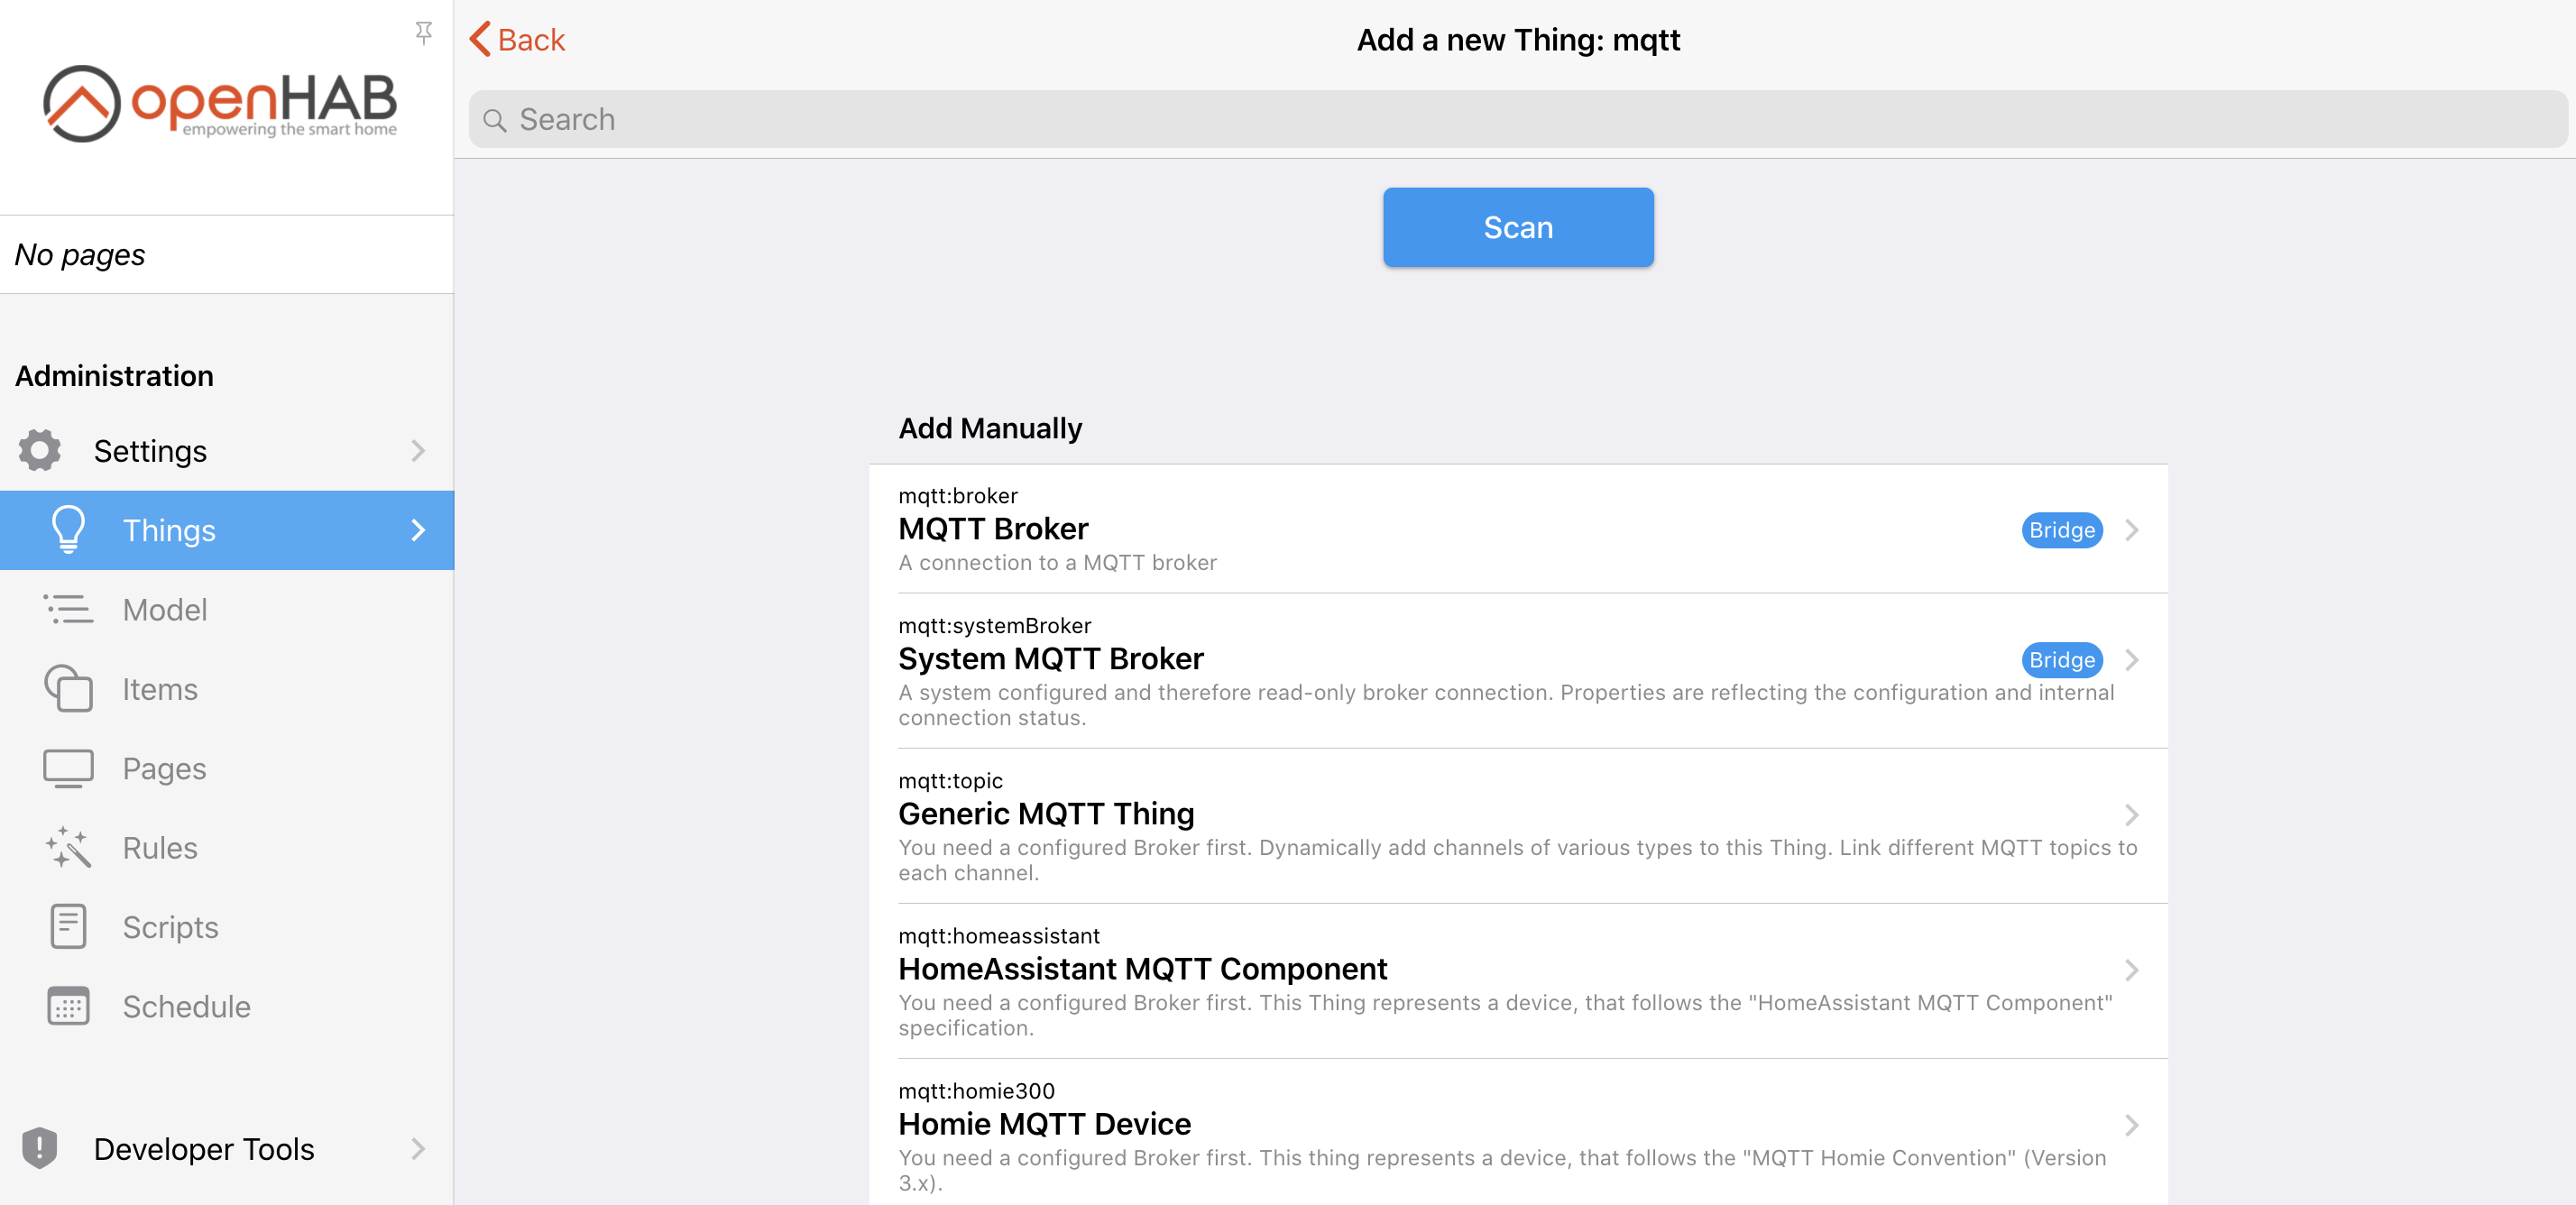 openHAB
empowering the smart home
No pages
Administration
Settings
Things
Model
Items
Pages
Rules
Scripts
Schedule
Developer Tools
Back
Add a new Thing: mqtt
Search
Scan
Add Manually
mqtt:broker
MQTT Broker
Bridge
A connection to a MQTT broker
mqtt:systemBroker
System MQTT Broker
Bridge
A system configured and therefore read-only broker connection. Properties are reflecting the configuration and internal
connection status.
mqtt:topic
Generic MQTT Thing
You need a configured Broker first. Dynamically add channels of various types to this Thing. Link different MQTT topics to
each channel.
mqtt:homeassistant
HomeAssistant MQTT Component
You need a configured Broker first. This Thing represents a device, that follows the "HomeAssistant MQTT Component"
specification.
mqtt:homie300
Homie MQTT Device
You need a configured Broker first. This thing represents a device, that follows the "MQTT Homie Convention" (Version
3.x).